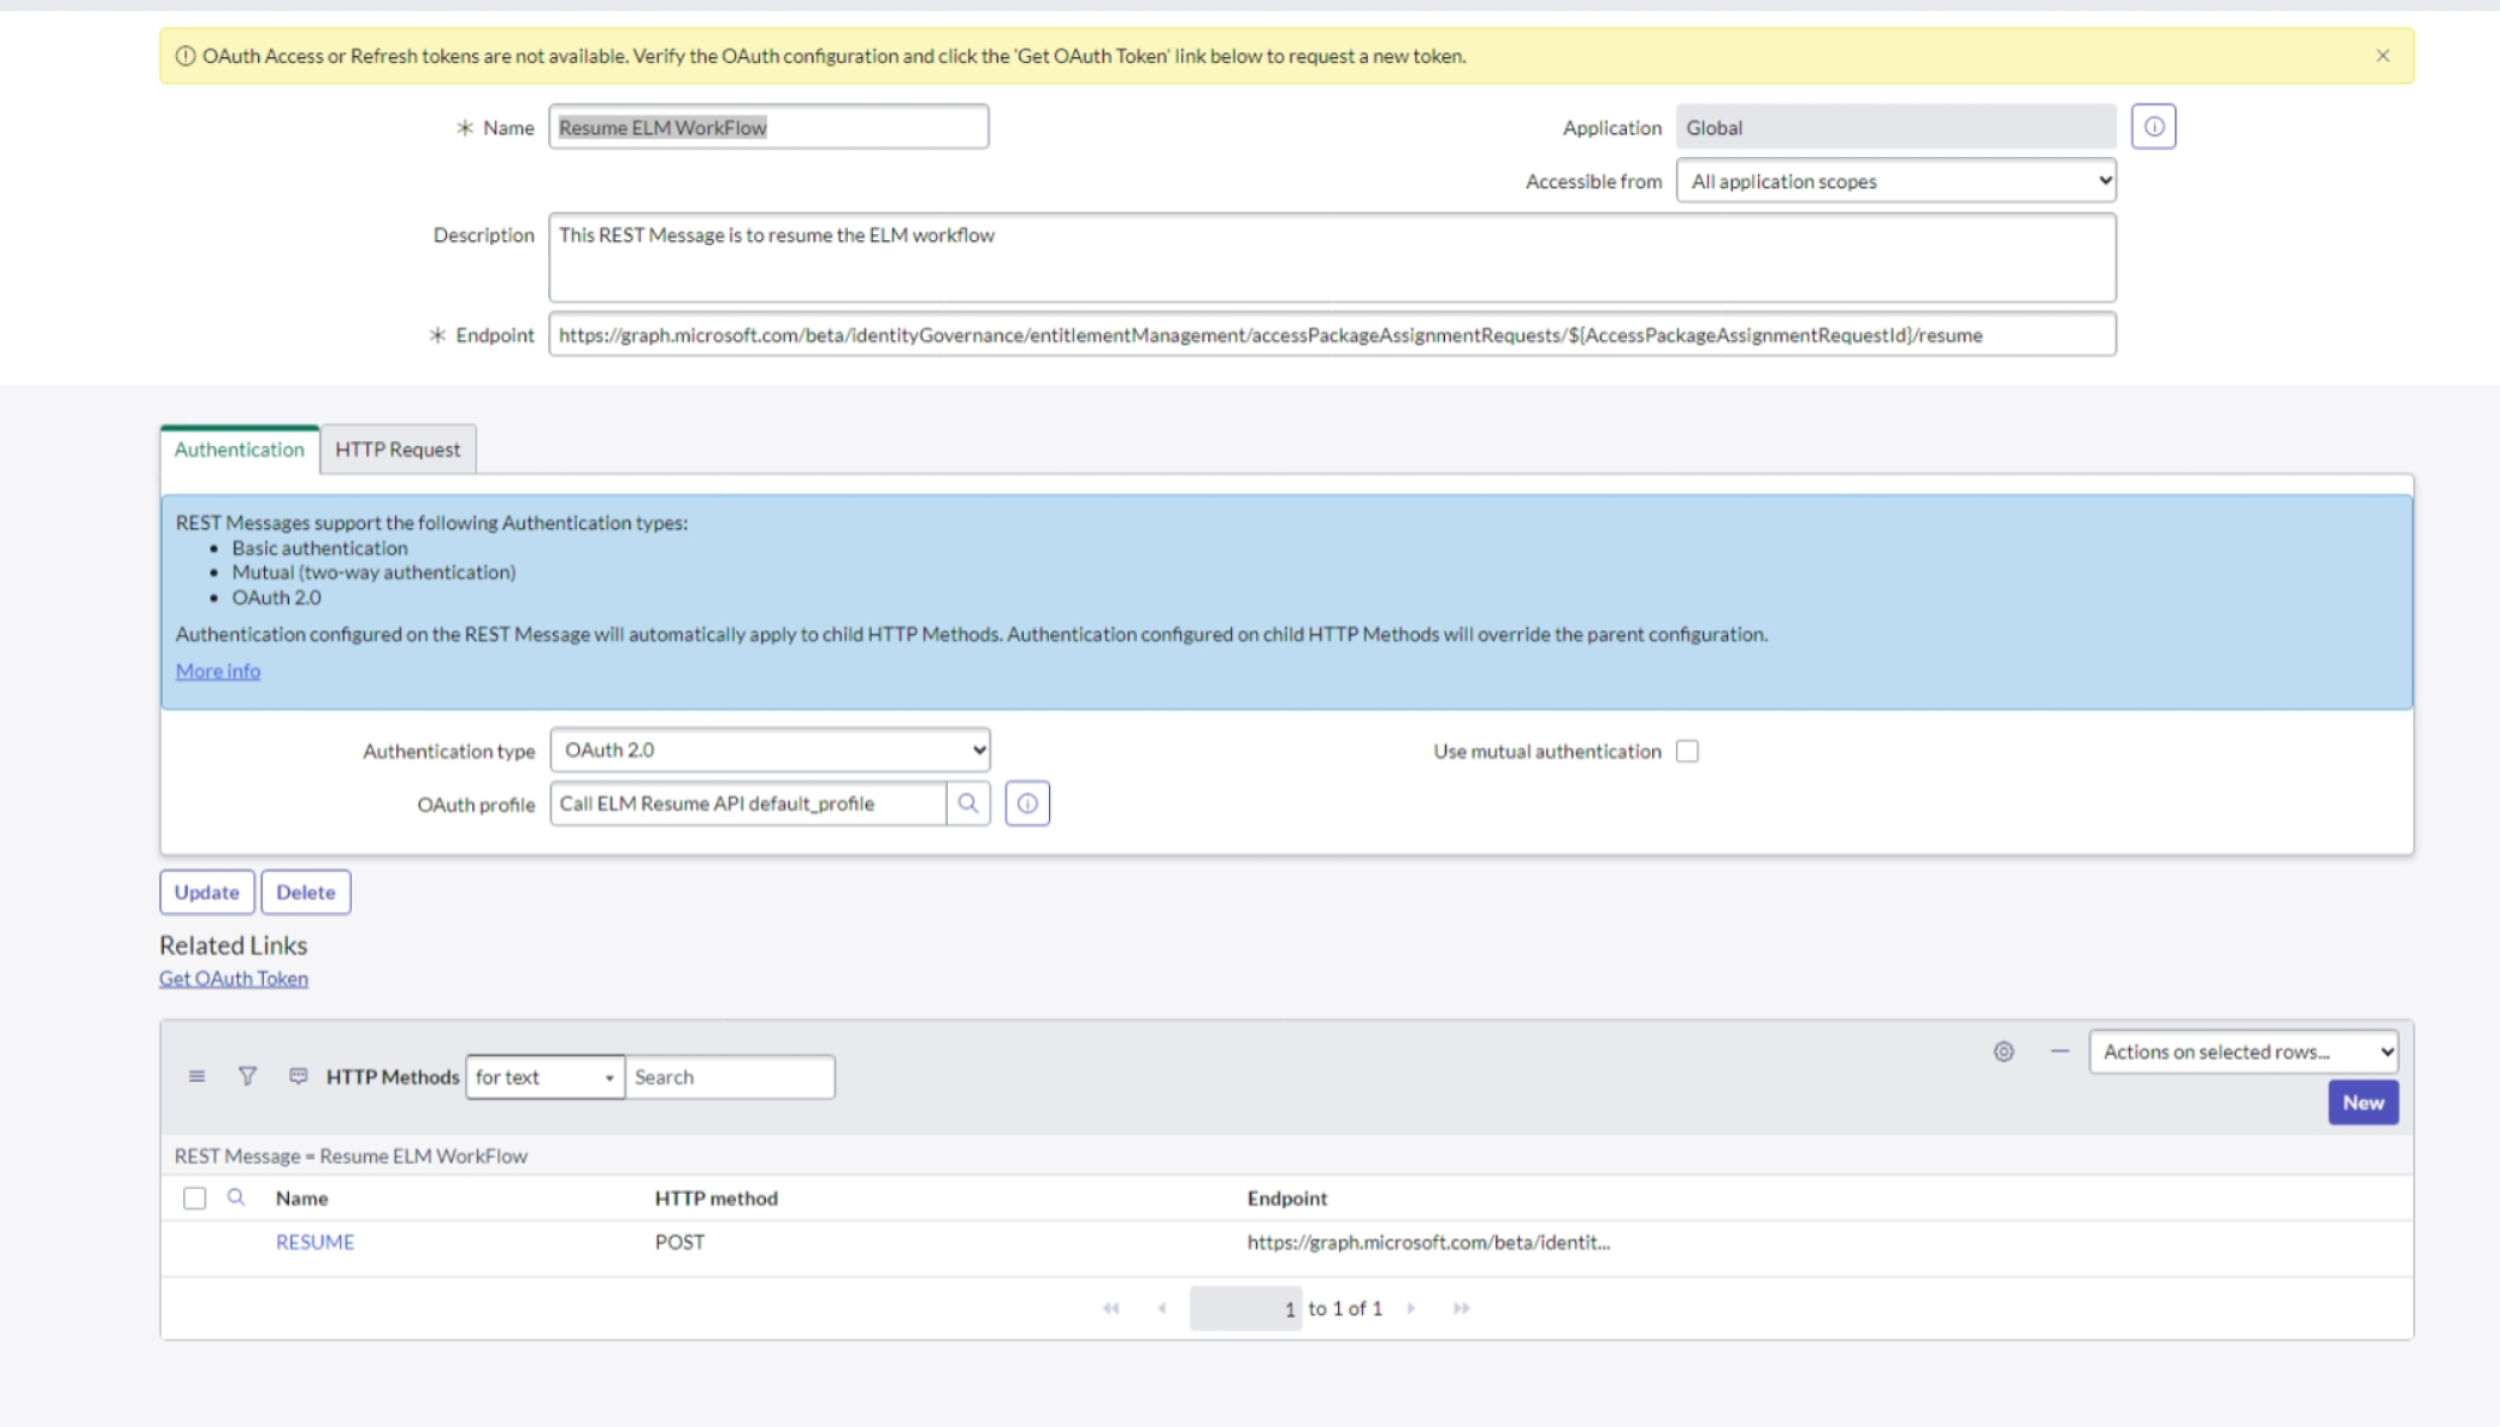 OAuth Access or Refresh tokens are not available. Verify the OAuth configuration and click the 'Get OAuth Token' link below to request a new token.
Name Resume ELM WorkFlow
Application Global
Accessible from All application scopes
Description This REST Message is to resume the ELM workflow
Endpoint https://graph.microsoft.com/beta/identityGovernance/entitlementManagement/accessPackageAssignmentRequests/${AccessPackageAssignmentRequestId}/resume
Authentication HTTP Request
REST Messages support the following Authentication types:
• Basic authentication
• Mutual (two-way authentication)
• OAuth 2.0
Authentication configured on the REST Message will automatically apply to child HTTP Methods. Authentication configured on child HTTP Methods will override the parent configuration.
More info
Authentication type OAuth 2.0
Use mutual authentication
OAuth profile Call ELM Resume API default_profile
Update Delete
Related Links
Get OAuth Token
HTTP Methods for text Search
Actions on selected rows...
New
REST Message = Resume ELM WorkFlow
Name HTTP method Endpoint
RESUME POST https://graph.microsoft.com/beta/identit...
1 to 1 of 1